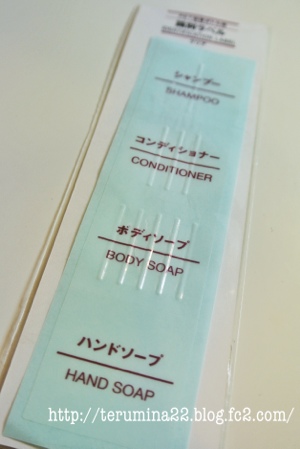 シャンプー
SHAMPOO
コンディショナー
CONDITIONER
ボディソープ
BODY SOAP
ハンドソープ
HAND SOAP
http://terumina22.blog.fc2.com/